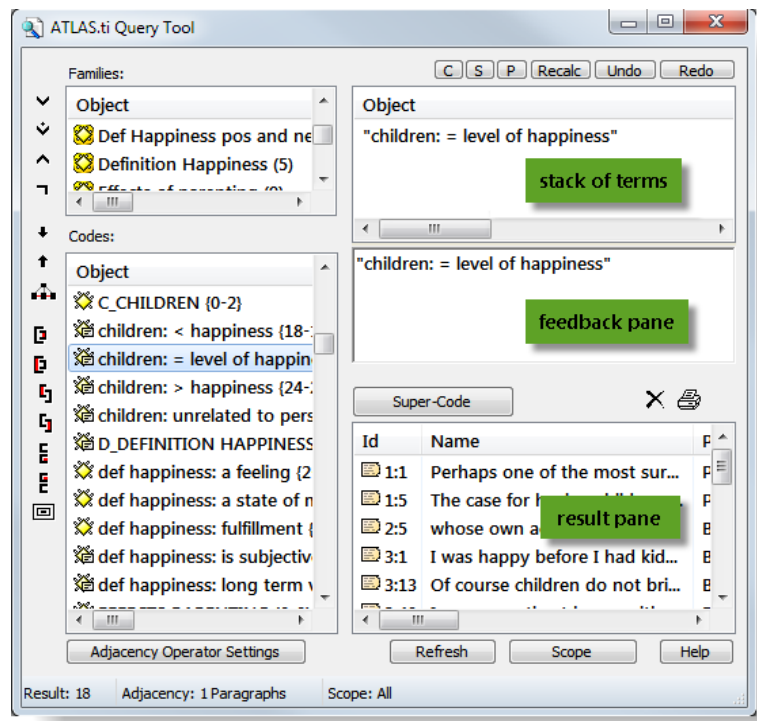 ATLAS.ti Query Tool
Families:
C S P Recalc Undo Redo
Object
Def Happiness pos and ne
Definition Happiness (5)
Object
"children: = level of happiness"
stack of terms
Codes:
Object
C_CHILDREN {0-2}
children: < happiness {18-
children: = level of happin
children: > happiness {24-
children: unrelated to pers
D_DEFINITION HAPPINESS
def happiness: a feeling {2
def happiness: a state of m
def happiness: fulfillment {
def happiness: is subjectiv
def happiness: long term v
"children: = level of happiness"
feedback pane
Super-Code
Id Name P
1:1 Perhaps one of the most sur... P
1:5 The case for P
2:5 whose own a B
3:1 I was happy before I had kid... B
3:13 Of course children do not bri... B
result pane
Adjacency Operator Settings
Refresh Scope Help
Result: 18 Adjacency: 1 Paragraphs Scope: All